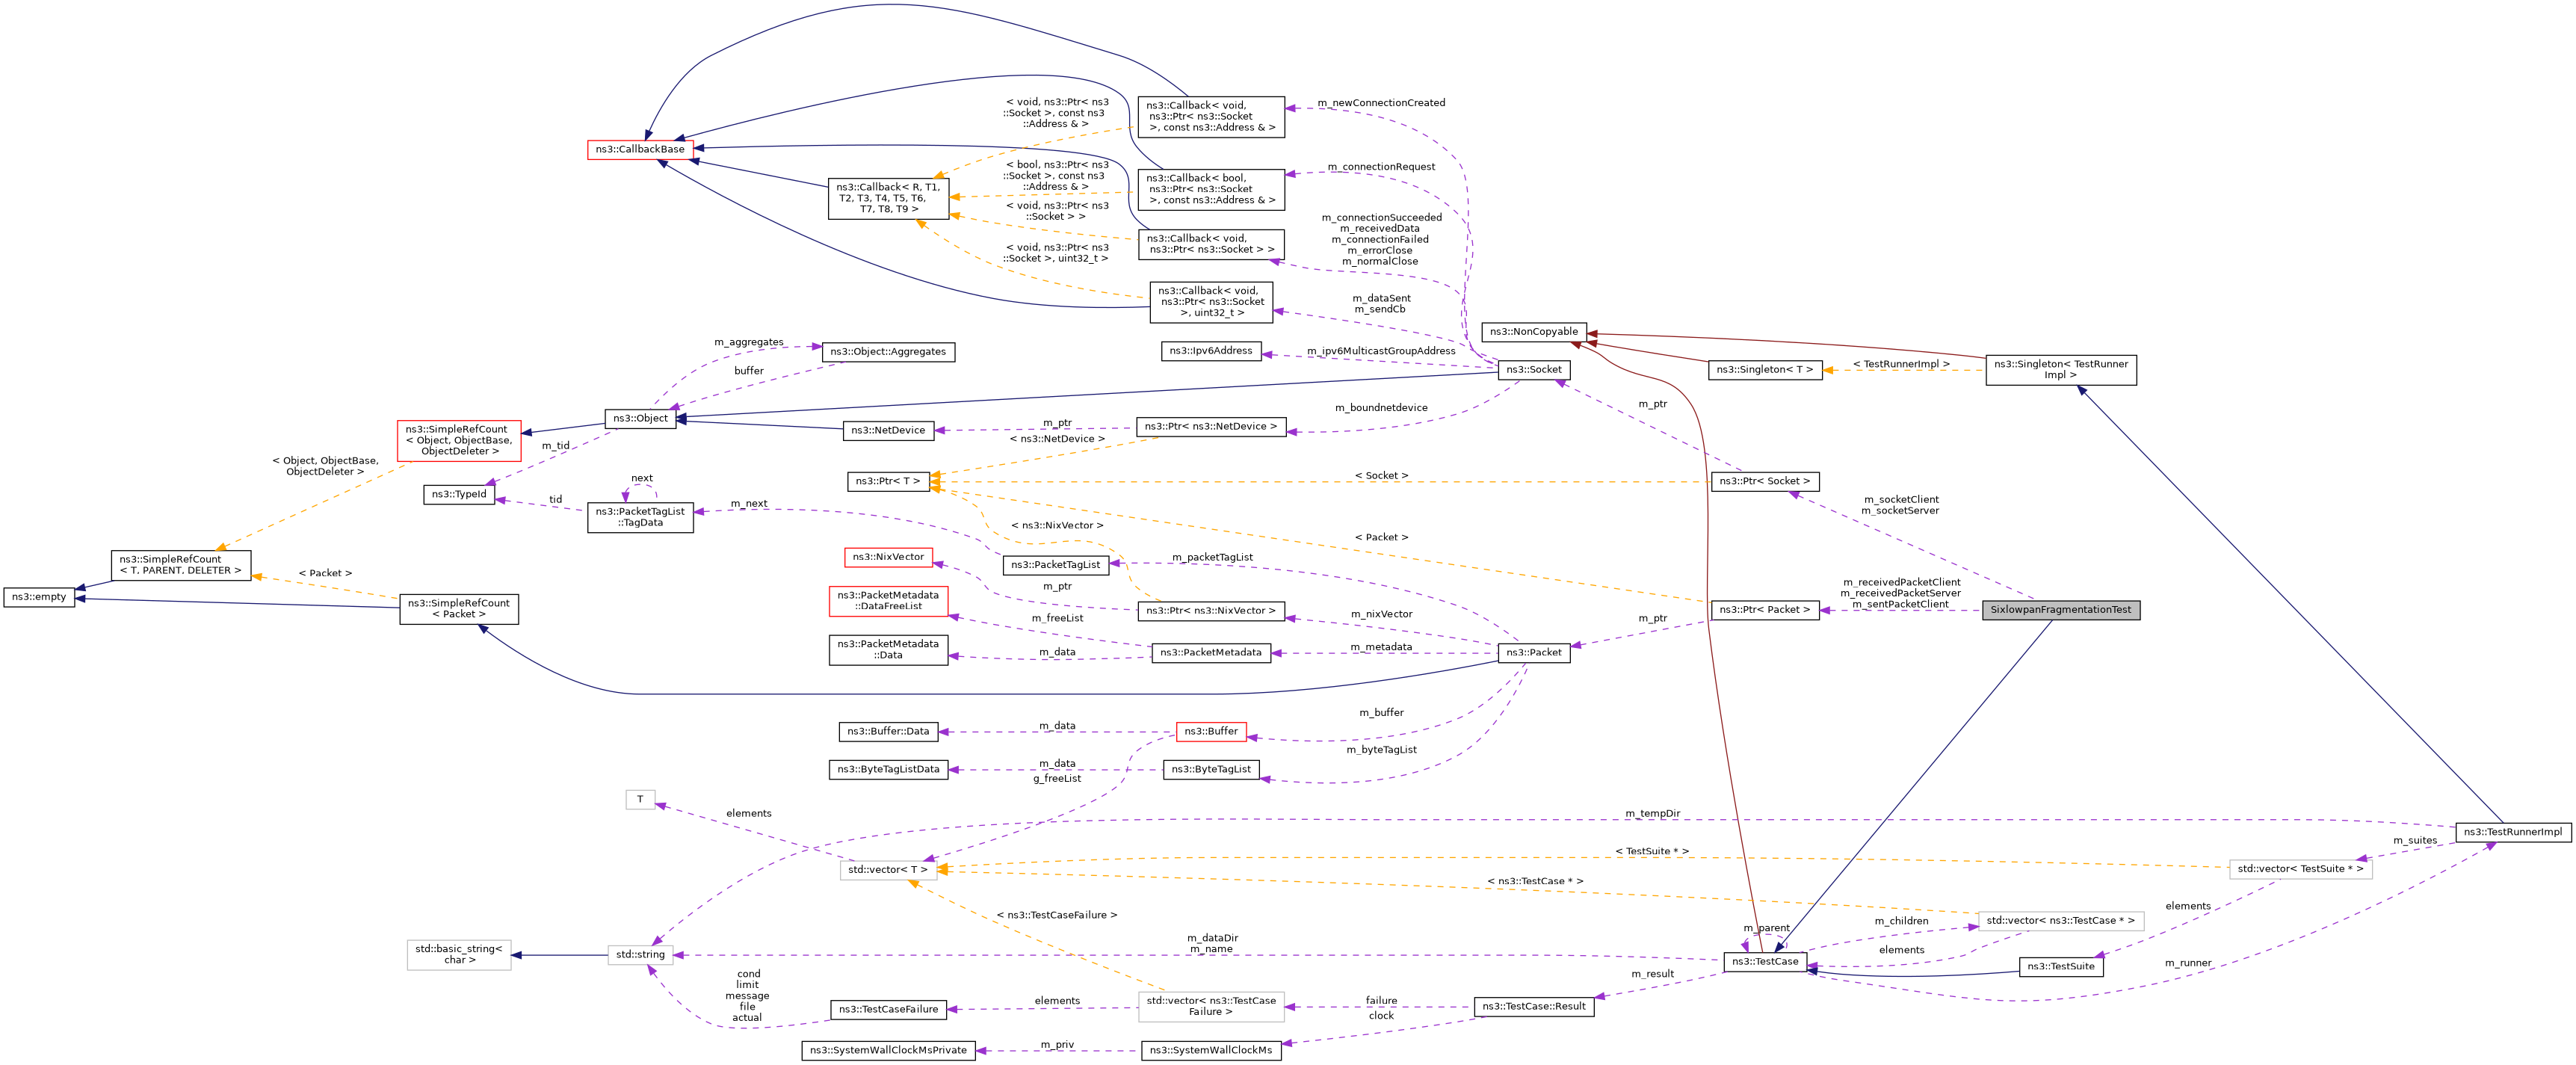 ns3::Callback< void,
ns3::Ptr< ns3::Socket
>, const ns3::Address & >
m_newConnectionCreated
< void, ns3::Ptr< ns3
::Socket >, const ns3
::Address & >
ns3::CallbackBase
ns3::Callback< R, T1,
T2, T3, T4, T5, T6,
T7, T8, T9 >
< bool, ns3::Ptr< ns3
::Socket >, const ns3
::Address & >
ns3::Callback< bool,
ns3::Ptr< ns3::Socket
>, const ns3::Address & >
m_connectionRequest
< void, ns3::Ptr< ns3
::Socket > >
ns3::Callback< void,
ns3::Ptr< ns3::Socket > >
m_connectionSucceeded
m_receivedData
m_connectionFailed
m_errorClose
m_normalClose
< void, ns3::Ptr< ns3
::Socket >, uint32_t >
ns3::Callback< void,
ns3::Ptr< ns3::Socket
>, uint32_t >
m_dataSent
m_sendCb
ns3::NonCopyable
m_aggregates
ns3::Object::Aggregates
buffer
ns3::Ipv6Address
m_ipv6MulticastGroupAddress
ns3::Socket
ns3::Singleton< T >
< TestRunnerImpl >
ns3::Singleton< TestRunner
Impl >
ns3::Object
ns3::SimpleRefCount
< Object, ObjectBase,
ObjectDeleter >
m_tid
ns3::NetDevice
m_ptr
ns3::Ptr< ns3::NetDevice >
m_boundnetdevice
m_ptr
< ns3::NetDevice >
< Object, ObjectBase,
ObjectDeleter >
ns3::TypeId
tid
next
ns3::PacketTagList
::TagData
m_next
ns3::Ptr< T >
< Socket >
ns3::Ptr< Socket >
m_socketClient
m_socketServer
< ns3::NixVector >
< Packet >
ns3::SimpleRefCount
< T, PARENT, DELETER >
< Packet >
ns3::empty
ns3::SimpleRefCount
< Packet >
ns3::NixVector
ns3::PacketTagList
m_packetTagList
m_ptr
ns3::PacketMetadata
::DataFreeList
m_freeList
ns3::Ptr< ns3::NixVector >
m_nixVector
m_ptr
ns3::Ptr< Packet >
m_receivedPacketClient
m_receivedPacketServer
m_sentPacketClient
SixlowpanFragmentationTest
ns3::PacketMetadata
::Data
m_data
ns3::PacketMetadata
m_metadata
ns3::Packet
m_buffer
ns3::Buffer::Data
m_data
ns3::Buffer
m_byteTagList
ns3::ByteTagListData
m_data
ns3::ByteTagList
g_freeList
T
elements
m_tempDir
ns3::TestRunnerImpl
m_suites
std::vector< T >
< TestSuite * >
std::vector< TestSuite * >
< ns3::TestCase * >
elements
< ns3::TestCaseFailure >
m_children
std::vector< ns3::TestCase * >
m_parent
elements
std::basic_string<
char >
std::string
m_dataDir
m_name
ns3::TestCase
ns3::TestSuite
m_runner
cond
limit
message
file
actual
m_result
ns3::TestCaseFailure
elements
std::vector< ns3::TestCase
Failure >
failure
ns3::TestCase::Result
clock
ns3::SystemWallClockMsPrivate
m_priv
ns3::SystemWallClockMs